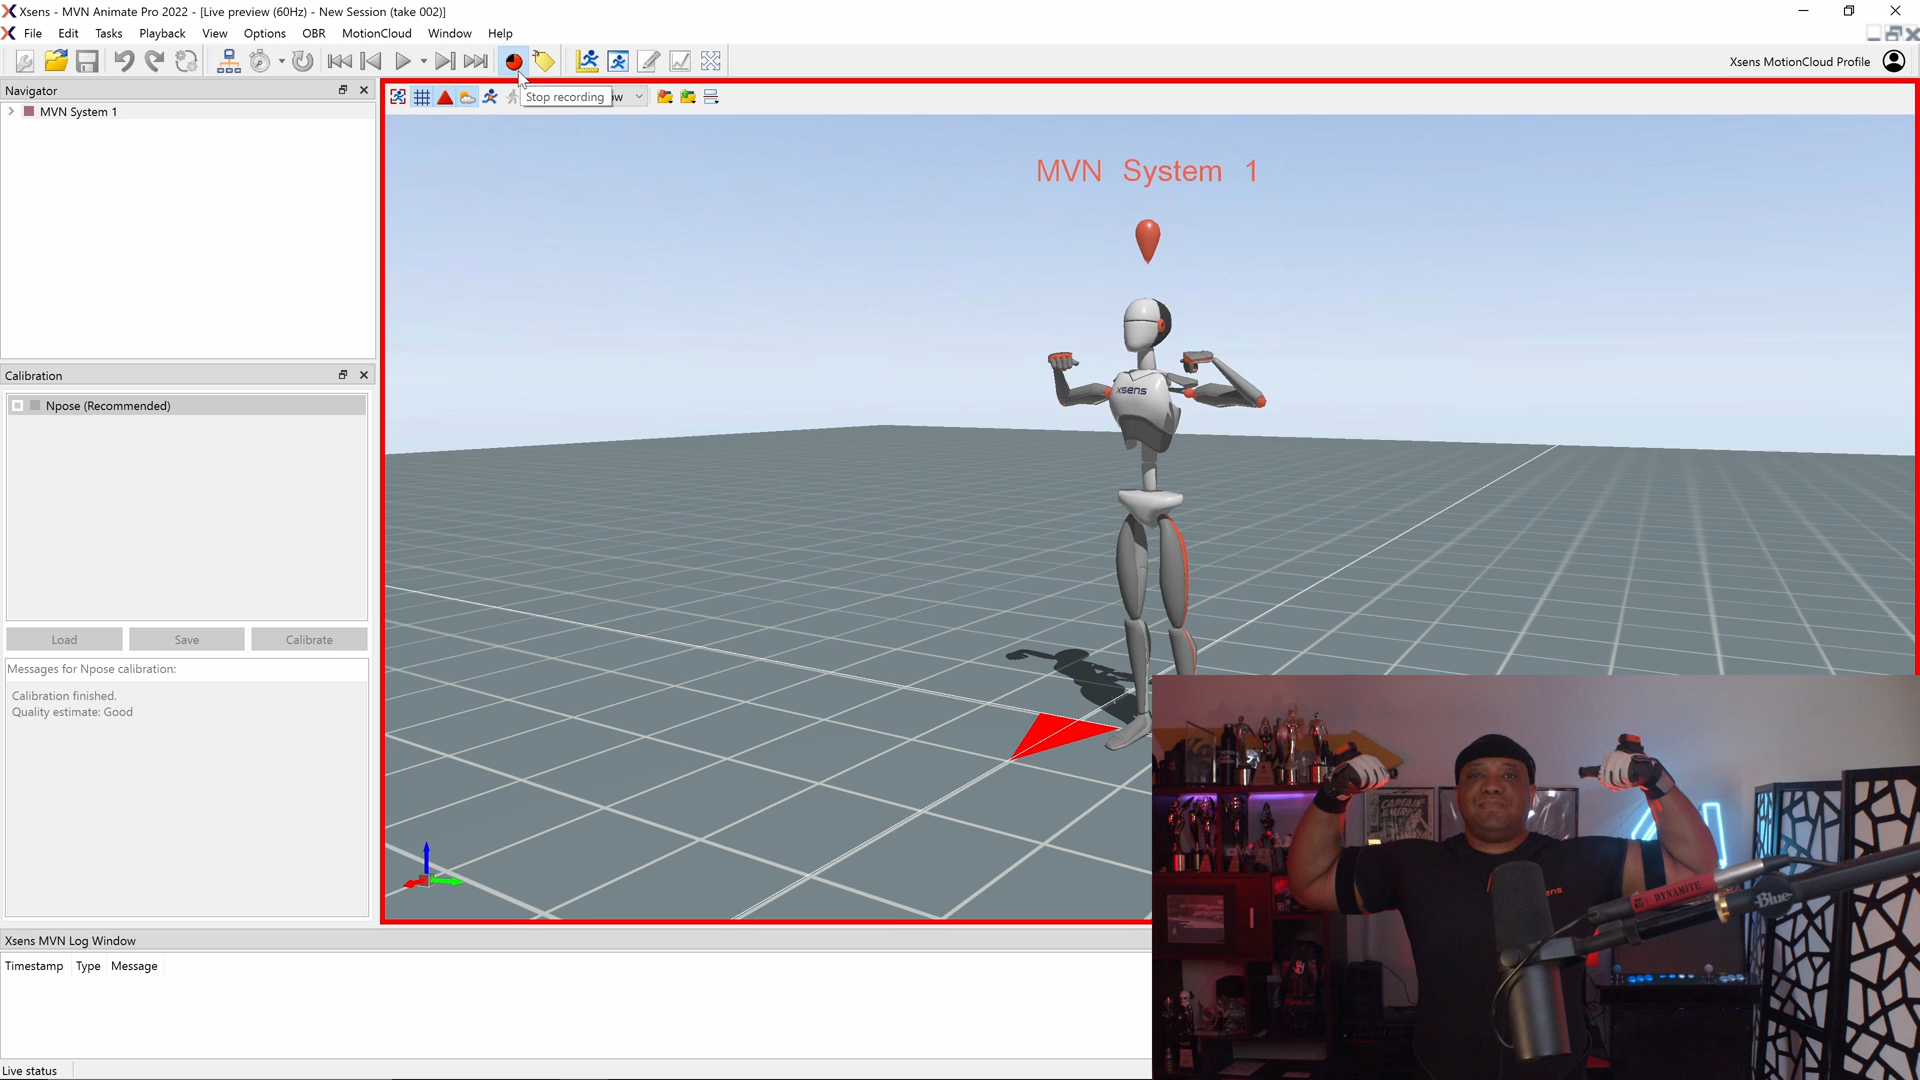 Xsens - MVN Animate Pro 2022 - [Live preview (60Hz) - New Session (take 002)]
File Edit Tasks Playback View Options OBR MotionCloud Window Help
Xsens MotionCloud Profile
Navigator
Stop recording
MVN System 1
MVN System 1
xsens
Calibration
Npose (Recommended)
Load Save Calibrate
Messages for Npose calibration:
Calibration finished.
Quality estimate: Good
CAPTAIN AMERICA
DYNAMITE
Blue
Xsens MVN Log Window
Timestamp Type Message
Live status